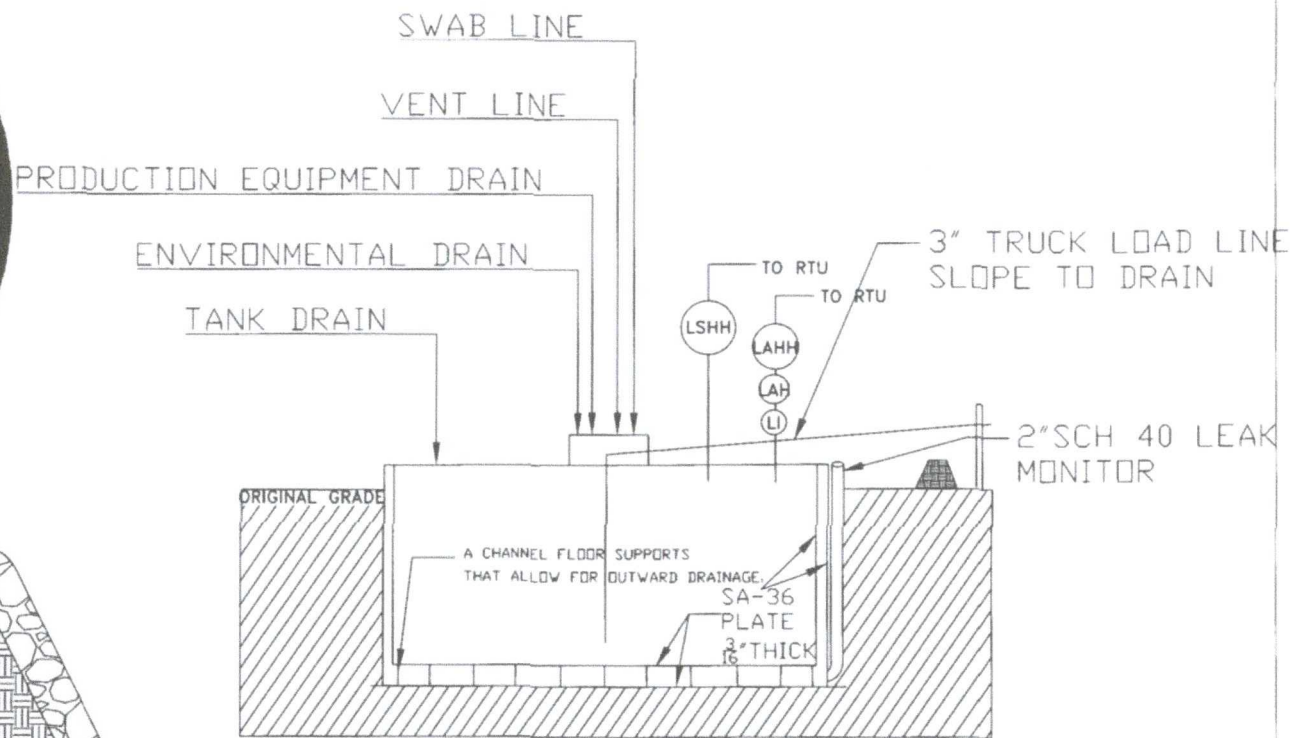 SWAB LINE
VENT LINE
PRODUCTION EQUIPMENT DRAIN
ENVIRONMENTAL DRAIN
TANK DRAIN
TO RTU
TO RTU
LSHH
LAHH
LAH
LI
3" TRUCK LOAD LINE
SLOPE TO DRAIN
2"SCH 40 LEAK
MONITOR
ORIGINAL GRADE
A CHANNEL FLOOR SUPPORTS
THAT ALLOW FOR OUTWARD DRAINAGE.
SA-36
PLATE
3/16"THICK